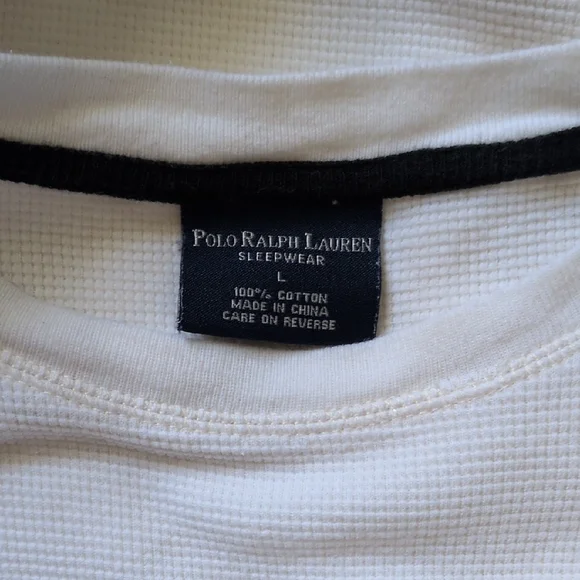 POLO RALPH LAUREN
SLEEPWEAR
L
100% COTTON
MADE IN CHINA
CARE ON REVERSE